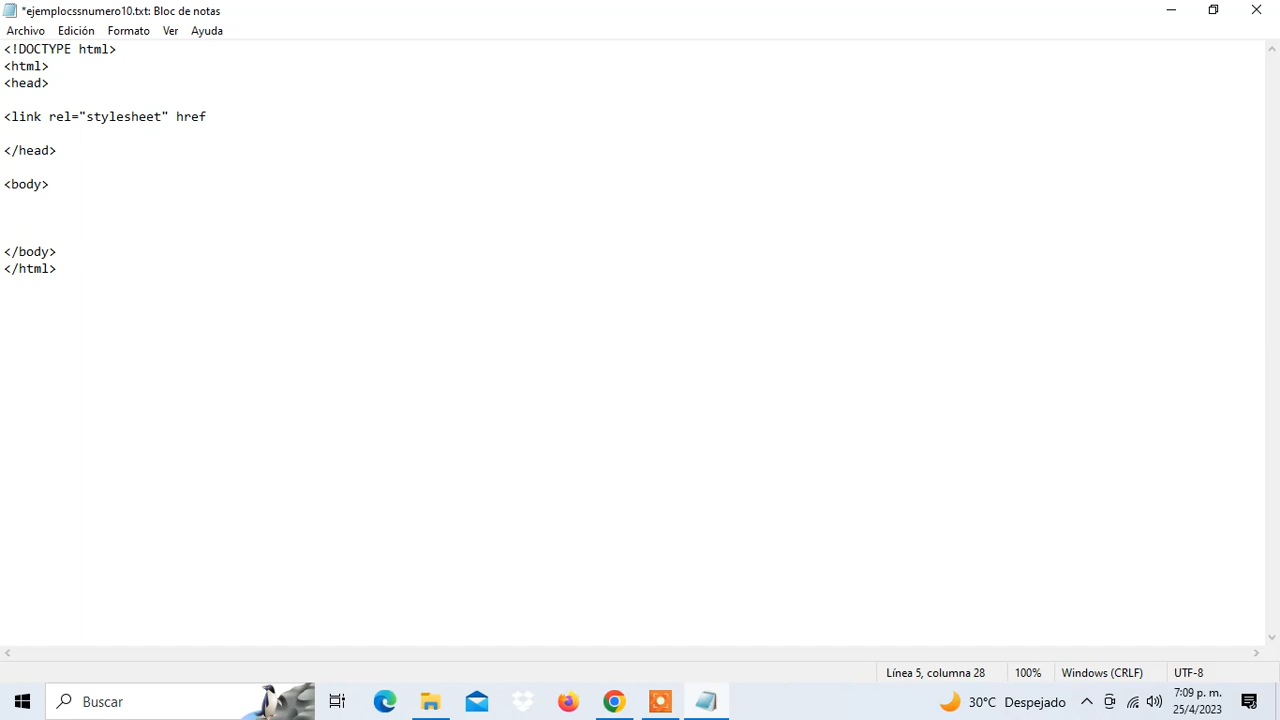 *ejemplocssnumero10.txt: Bloc de notas
Archivo Edición Formato Ver Ayuda
<!DOCTYPE html>
<html>
<head>
<link rel="stylesheet" href
</head>
<body>
</body>
</html>
Línea 5, columna 28 100% Windows (CRLF) UTF-8
Buscar
30°C Despejado
7:09 p. m.
25/4/2023